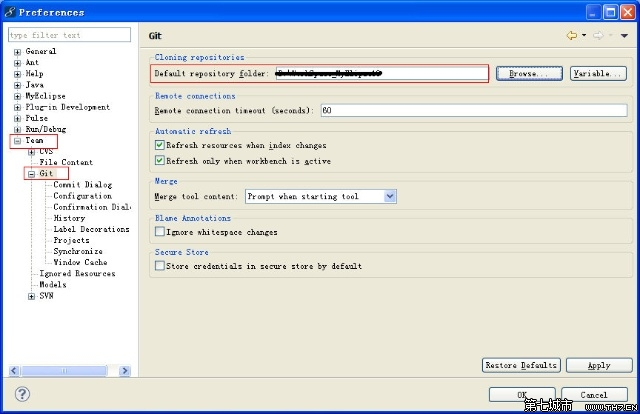 Preferences
type filter text
General
Ant
Help
Java
MyEclipse
Plug-in Development
Pulse
Run/Debug
Team
CVS
File Content
Git
Commit Dialog
Configuration
Confirmation Dial
History
Label Decorations
Projects
Synchronize
Window Cache
Ignored Resources
Models
SVN
Git
Cloning repositories
Default repository folder:
Browse... Variable...
Remote connections
Remote connection timeout (seconds): 60
Automatic refresh
Refresh resources when index changes
Refresh only when workbench is active
Merge
Merge tool content: Prompt when starting tool
Blame Annotations
Ignore whitespace changes
Secure Store
Store credentials in secure store by default
Restore Defaults Apply
OK Cancel
第七城市 WWW.TH7.CN